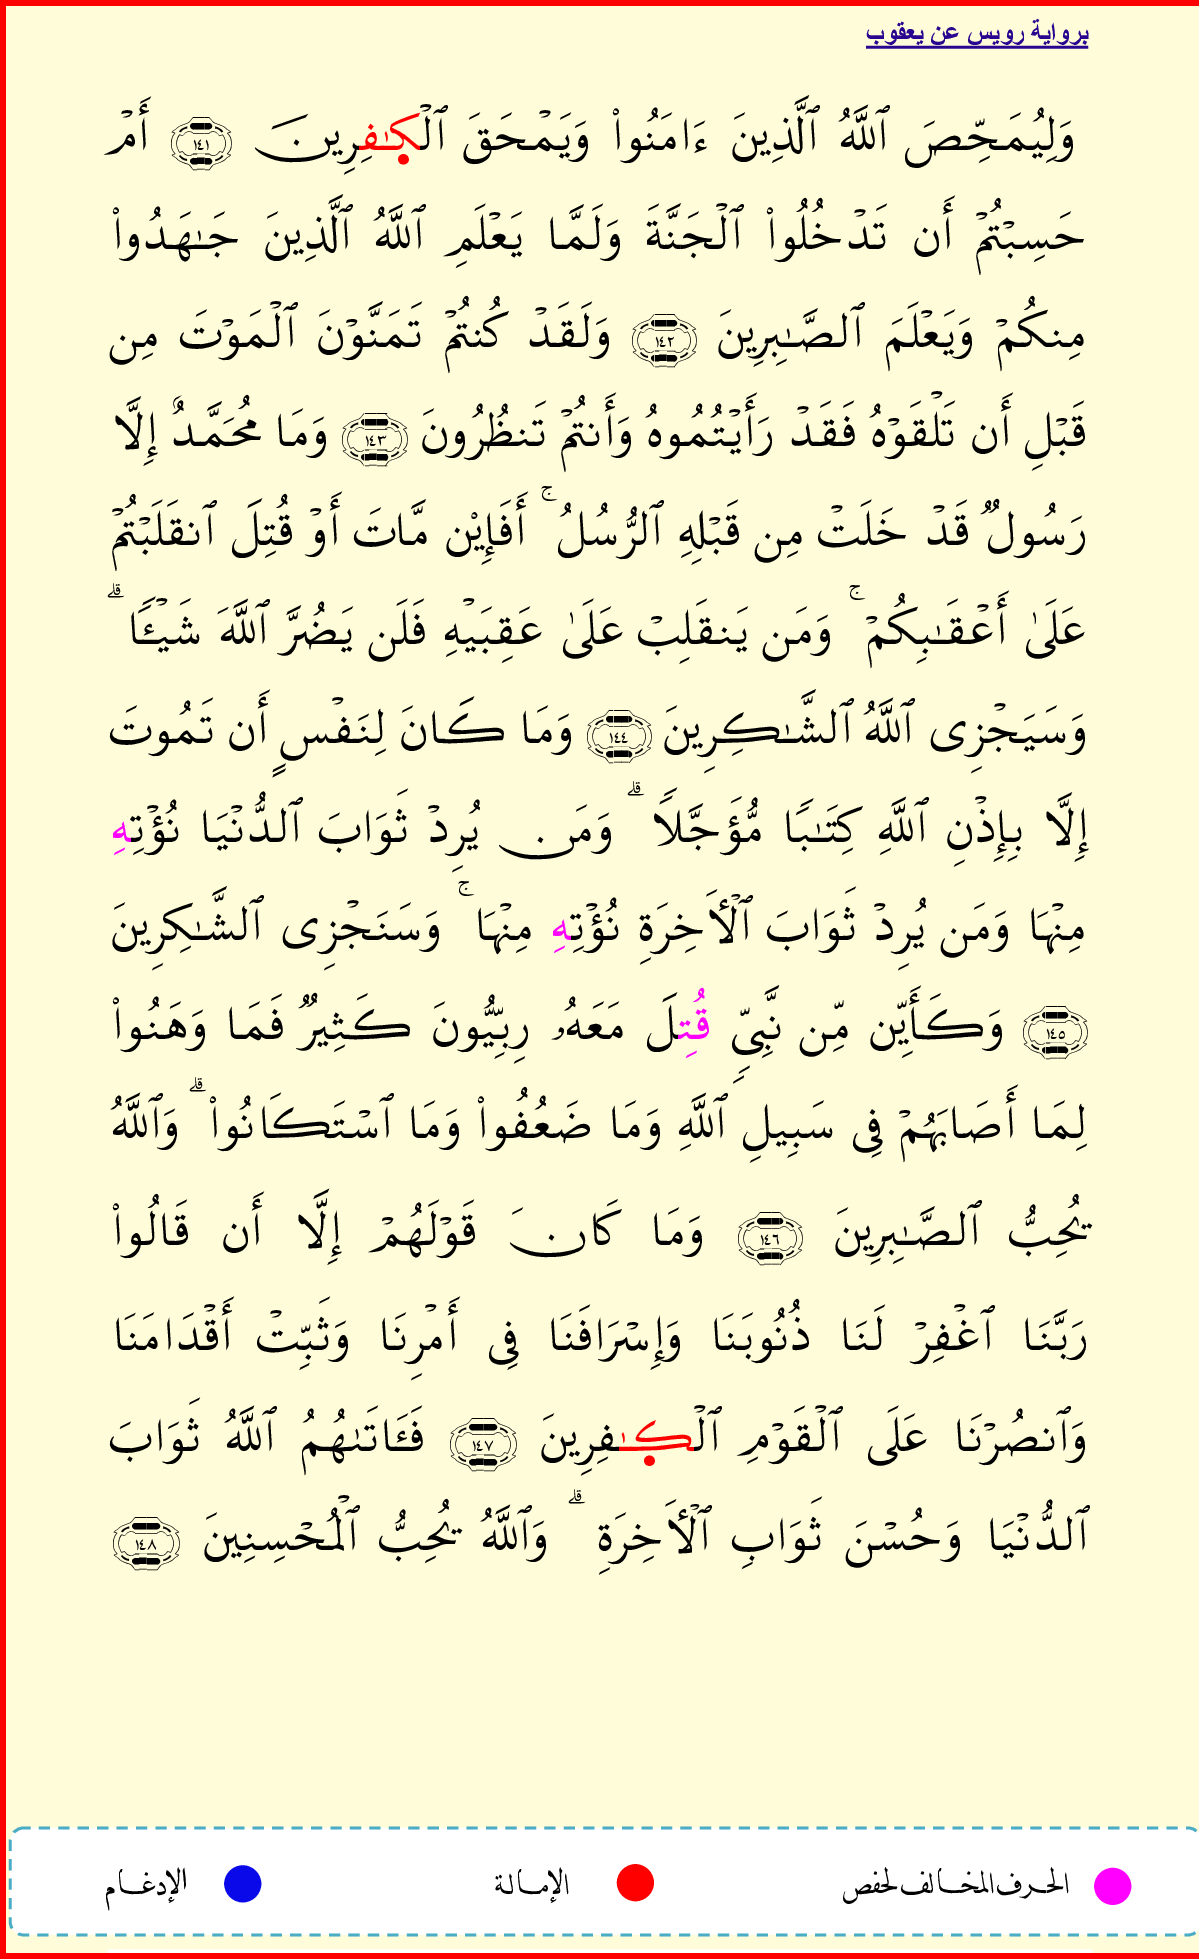 برواية رويس عن يعقوب
وَلِيُمَحِّصَ ٱللَّهُ ٱلَّذِينَ ءَامَنُوا۟ وَيَمْحَقَ ٱلْكَٰفِرِينَ ١٤١ أَمْ
حَسِبْتُمْ أَن تَدْخُلُوا۟ ٱلْجَنَّةَ وَلَمَّا يَعْلَمِ ٱللَّهُ ٱلَّذِينَ جَٰهَدُوا۟
مِنكُمْ وَيَعْلَمَ ٱلصَّٰبِرِينَ ١٤٢ وَلَقَدْ كُنتُمْ تَمَنَّوْنَ ٱلْمَوْتَ مِن
قَبْلِ أَن تَلْقَوْهُ فَقَدْ رَأَيْتُمُوهُ وَأَنتُمْ تَنظُرُونَ ١٤٣ وَمَا مُحَمَّدٌ إِلَّا
رَسُولٌ قَدْ خَلَتْ مِن قَبْلِهِ ٱلرُّسُلُ ۚ أَفَإِيْن مَّاتَ أَوْ قُتِلَ ٱنقَلَبْتُمْ
عَلَىٰ أَعْقَٰبِكُمْ ۚ وَمَن يَنقَلِبْ عَلَىٰ عَقِبَيْهِ فَلَن يَضُرَّ ٱللَّهَ شَيْـًٔا ۗ
وَسَيَجْزِى ٱللَّهُ ٱلشَّٰكِرِينَ ١٤٤ وَمَا كَانَ لِنَفْسٍ أَن تَمُوتَ
إِلَّا بِإِذْنِ ٱللَّهِ كِتَٰبًا مُّؤَجَّلًا ۗ وَمَن يُرِدْ ثَوَابَ ٱلدُّنْيَا نُؤْتِهِ
مِنْهَا وَمَن يُرِدْ ثَوَابَ ٱلْأَخِرَةِ نُؤْتِهِ مِنْهَا ۚ وَسَنَجْزِى ٱلشَّٰكِرِينَ
١٤٥ وَكَأَيِّن مِّن نَّبِىٍّ قُتِلَ مَعَهُۥ رِبِّيُّونَ كَثِيرٌ فَمَا وَهَنُوا۟
لِمَا أَصَابَهُمْ فِى سَبِيلِ ٱللَّهِ وَمَا ضَعُفُوا۟ وَمَا ٱسْتَكَانُوا۟ ۗ وَٱللَّهُ
يُحِبُّ ٱلصَّٰبِرِينَ ١٤٦ وَمَا كَانَ قَوْلَهُمْ إِلَّا أَن قَالُوا۟
رَبَّنَا ٱغْفِرْ لَنَا ذُنُوبَنَا وَإِسْرَافَنَا فِى أَمْرِنَا وَثَبِّتْ أَقْدَامَنَا
وَٱنصُرْنَا عَلَى ٱلْقَوْمِ ٱلْكَٰفِرِينَ ١٤٧ فَـَٔاتَىٰهُمُ ٱللَّهُ ثَوَابَ
ٱلدُّنْيَا وَحُسْنَ ثَوَابِ ٱلْأَخِرَةِ ۗ وَٱللَّهُ يُحِبُّ ٱلْمُحْسِنِينَ ١٤٨
الحرف المخالف لحفص الإمالة الإدغام